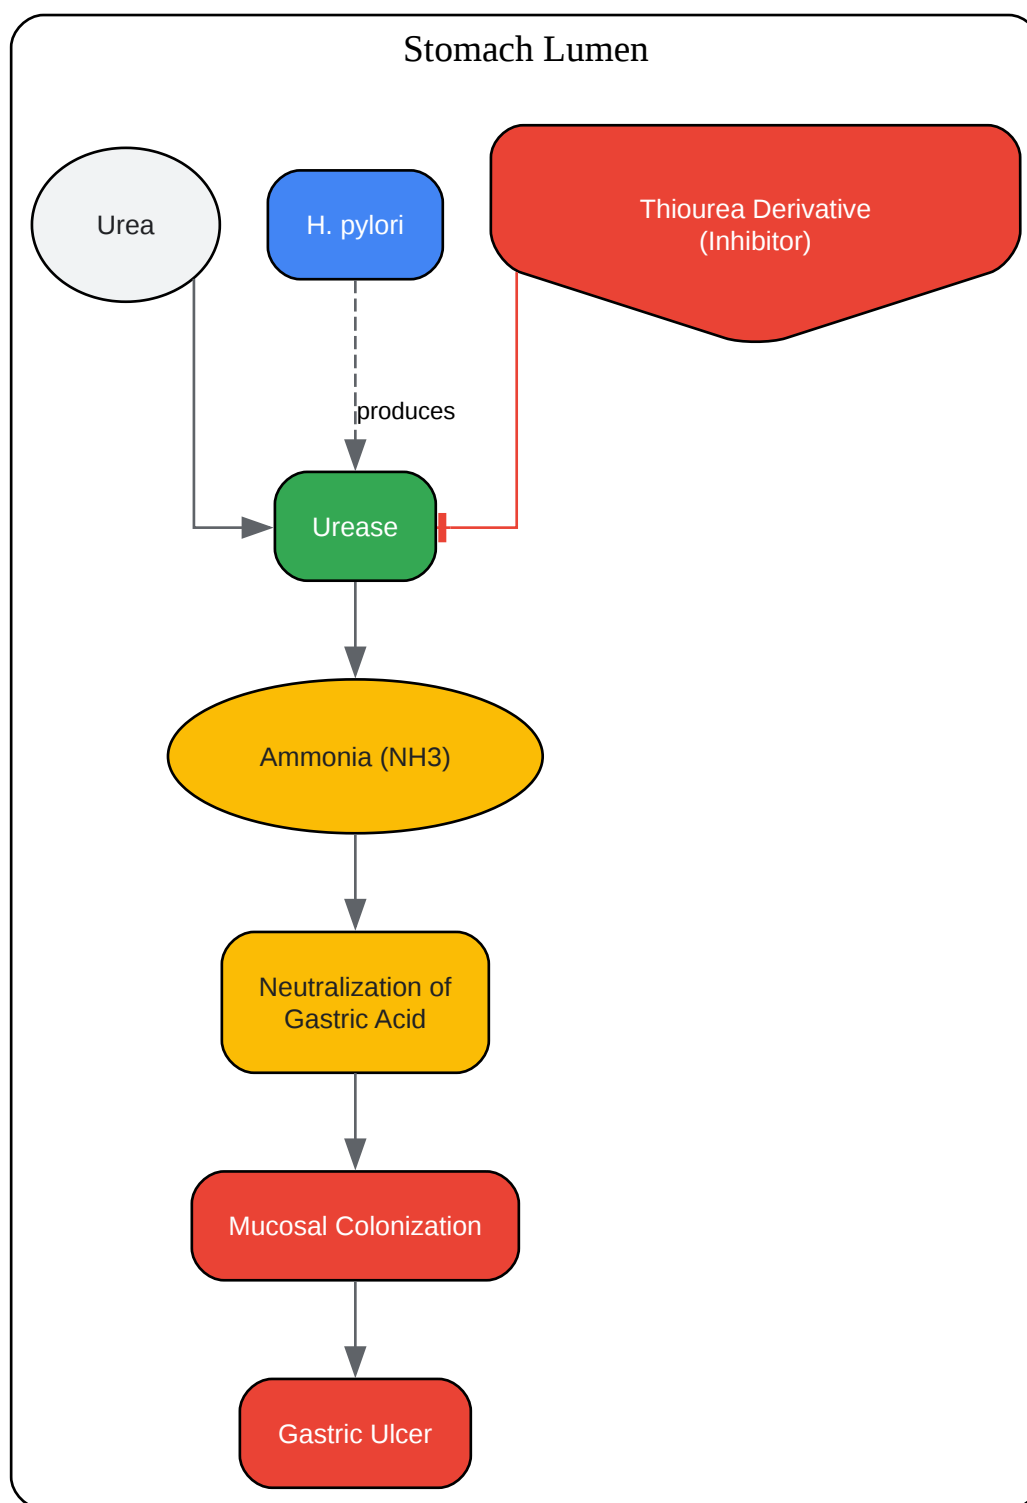 Stomach Lumen
Urea
H. pylori
Thiourea Derivative
(Inhibitor)
produces
Urease
Ammonia (NH3)
Neutralization of
Gastric Acid
Mucosal Colonization
Gastric Ulcer